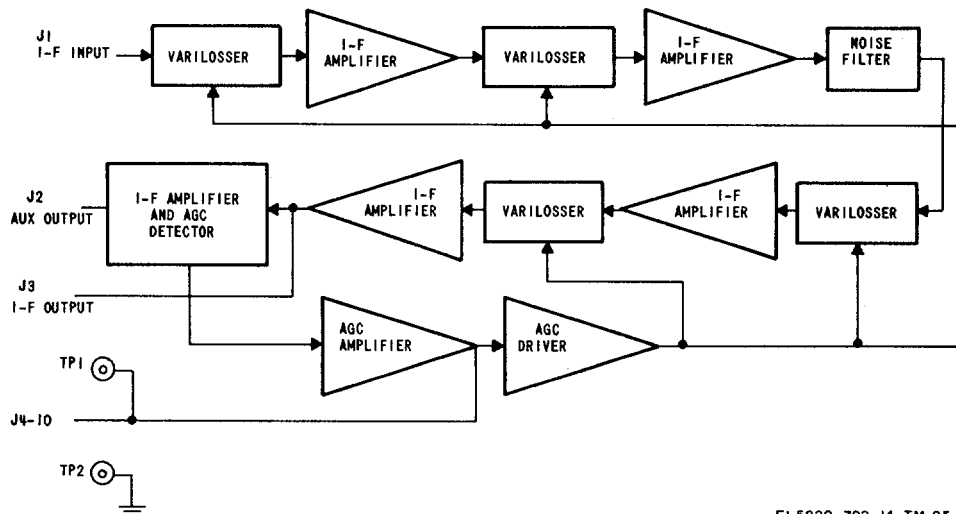 J1
I-F INPUT
VARILOSSER
I-F
AMPLIFIER
VARILOSSER
I-F
AMPLIFIER
NOISE
FILTER
J2
AUX OUTPUT
I-F AMPLIFIER
AND AGC
DETECTOR
I-F
AMPLIFIER
VARILOSSER
I-F
AMPLIFIER
VARILOSSER
J3
I-F OUTPUT
AGC
AMPLIFIER
AGC
DRIVER
TP1
J4-10
TP2